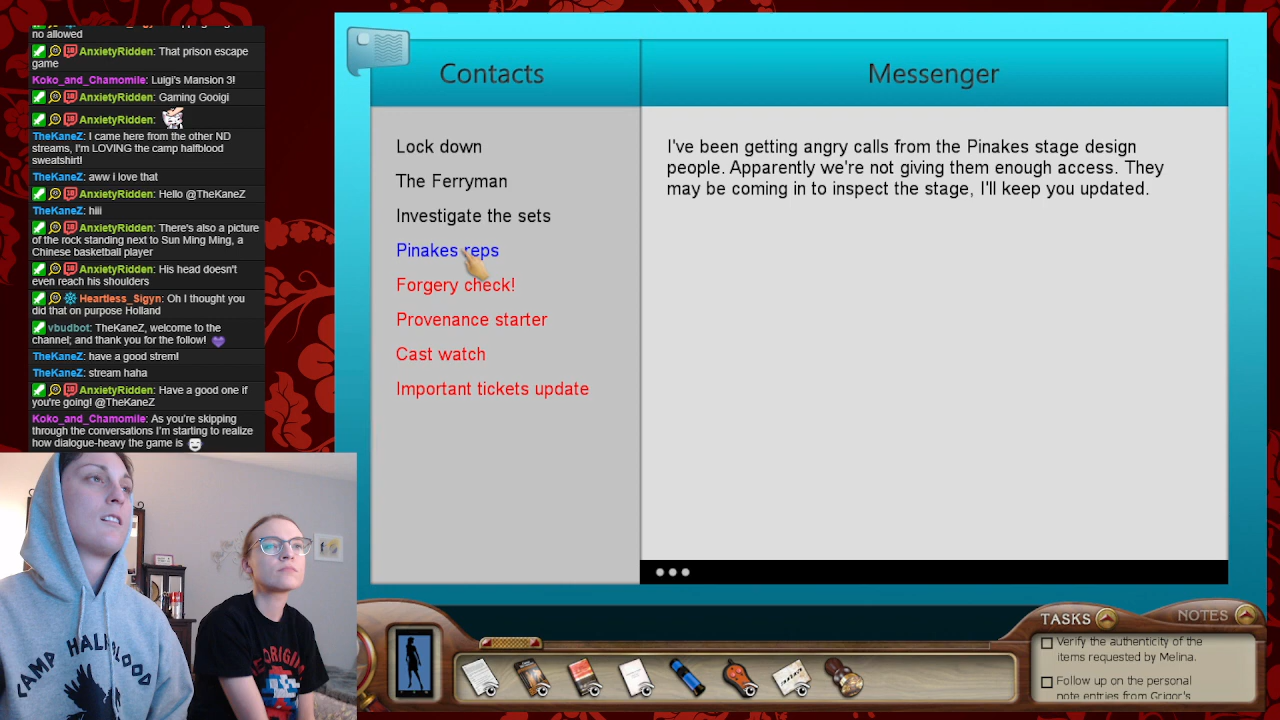 no allowed
AnxietyRidden: That prison escape
game
Koko_and_Chamomile: Luigi's Mansion 3!
AnxietyRidden: Gaming Gooigi
AnxietyRidden:
TheKaneZ: I came here from the other ND
streams, I'm LOVING the camp halfblood
sweatshirt!
TheKaneZ: aww i love that
AnxietyRidden: Hello @TheKaneZ
TheKaneZ: hiii
AnxietyRidden: There's also a picture
of the rock standing next to Sun Ming Ming, a
Chinese basketball player
AnxietyRidden: His head doesn't
even reach his shoulders
Heartless_Sigyn: Oh I thought you
did that on purpose Holland
vbudbot: TheKaneZ, welcome to the
channel; and thank you for the follow!
TheKaneZ: have a good strem!
TheKaneZ: stream haha
AnxietyRidden: Have a good one if
you're going! @TheKaneZ
Koko_and_Chamomile: As you're skipping
through the conversations I'm starting to realize
how dialogue-heavy the game is
Contacts
Lock down
The Ferryman
Investigate the sets
Pinakes reps
Forgery check!
Provenance starter
Cast watch
Important tickets update
Messenger
I've been getting angry calls from the Pinakes stage design
people. Apparently we're not giving them enough access. They
may be coming in to inspect the stage, I'll keep you updated.
TASKS
NOTES
Verify the authenticity of the
items requested by Melina.
Follow up on the personal
note entries from Grigor's
CAMP HALFBLOOD
ORIGI